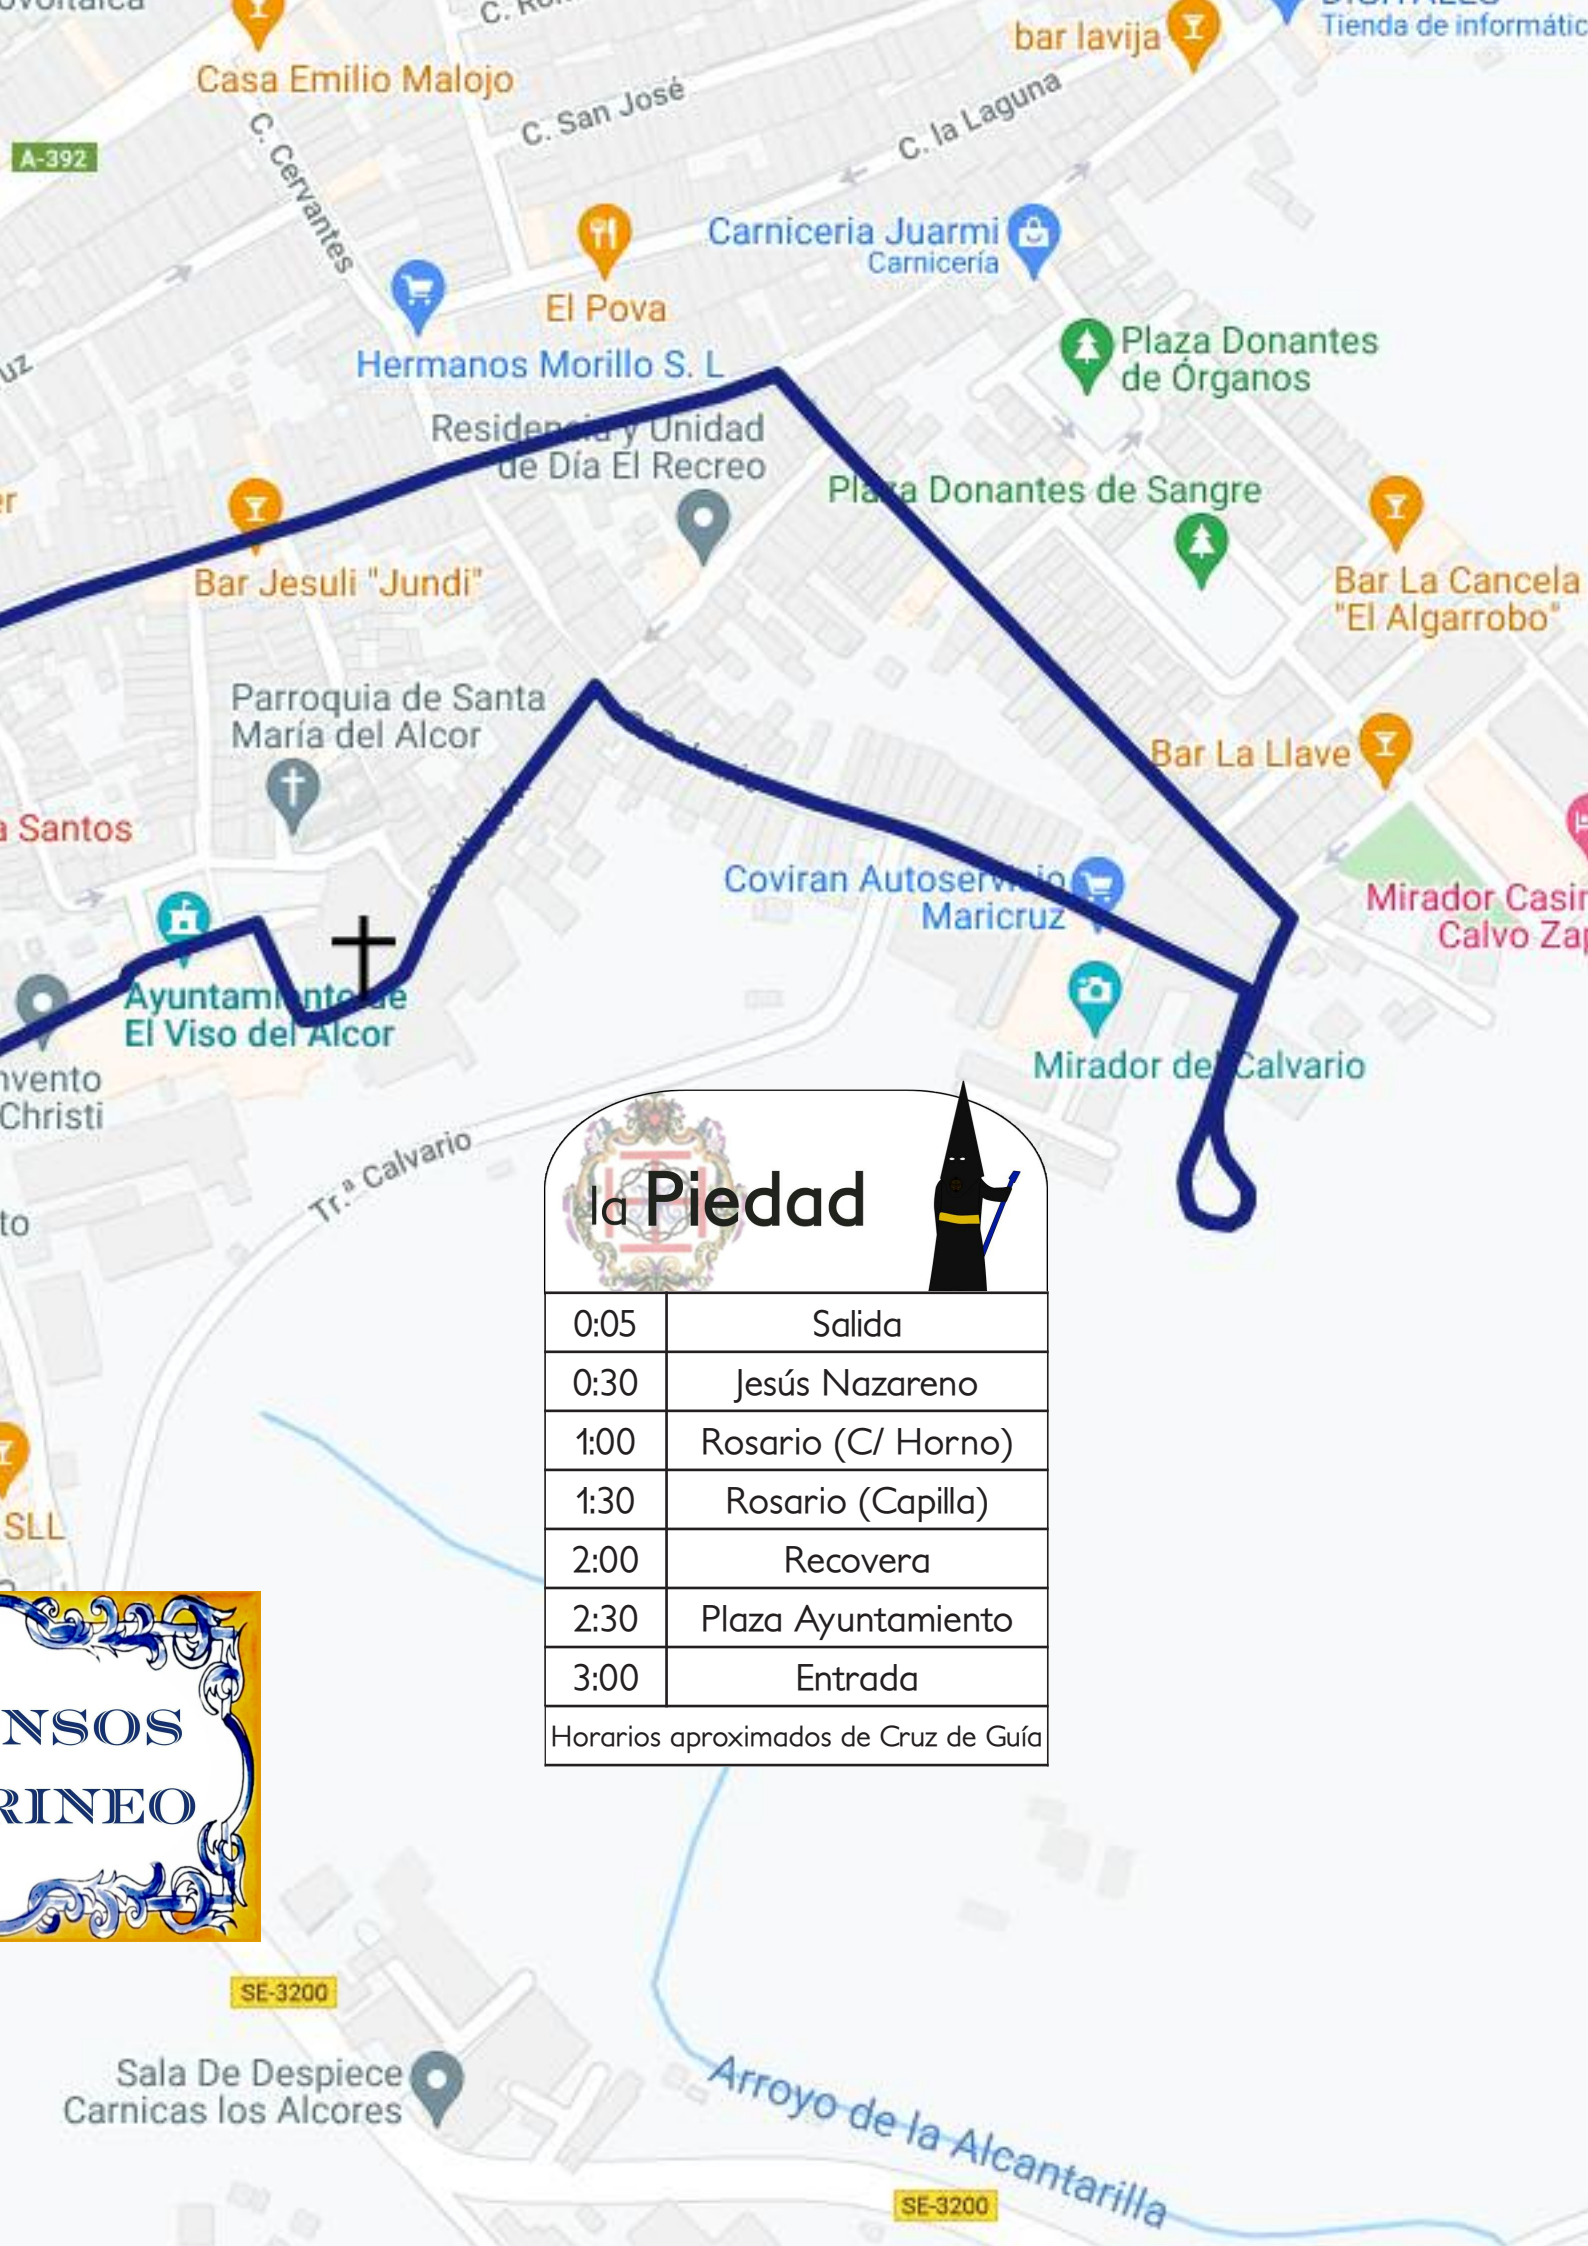 Casa Emilio Malojo
bar lavija
Tienda de informátic
A-392
C. San José
C. la Laguna
C. Cervantes
Carniceria Juarmi
Carnicería
El Pova
Hermanos Morillo S. L
Plaza Donantes
de Órganos
uz
Residencia y Unidad
de Día El Recreo
Plaza Donantes de Sangre
er
Bar Jesuli "Jundi"
Bar La Cancela
"El Algarrobo"
Parroquia de Santa
María del Alcor
Bar La Llave
a Santos
Coviran Autoservicio
Maricruz
Mirador Casi
Calvo Za
Ayuntamiento de
El Viso del Alcor
Mirador del Calvario
nvento
Christi
Tr.ª Calvario
to
la Piedad
0:05 Salida
0:30 Jesús Nazareno
1:00 Rosario (C/ Horno)
1:30 Rosario (Capilla)
2:00 Recovera
2:30 Plaza Ayuntamiento
3:00 Entrada
Horarios aproximados de Cruz de Guía
SLL
NSOS
RINEO
SE-3200
Sala De Despiece
Carnicas los Alcores
Arroyo de la Alcantarilla
SE-3200